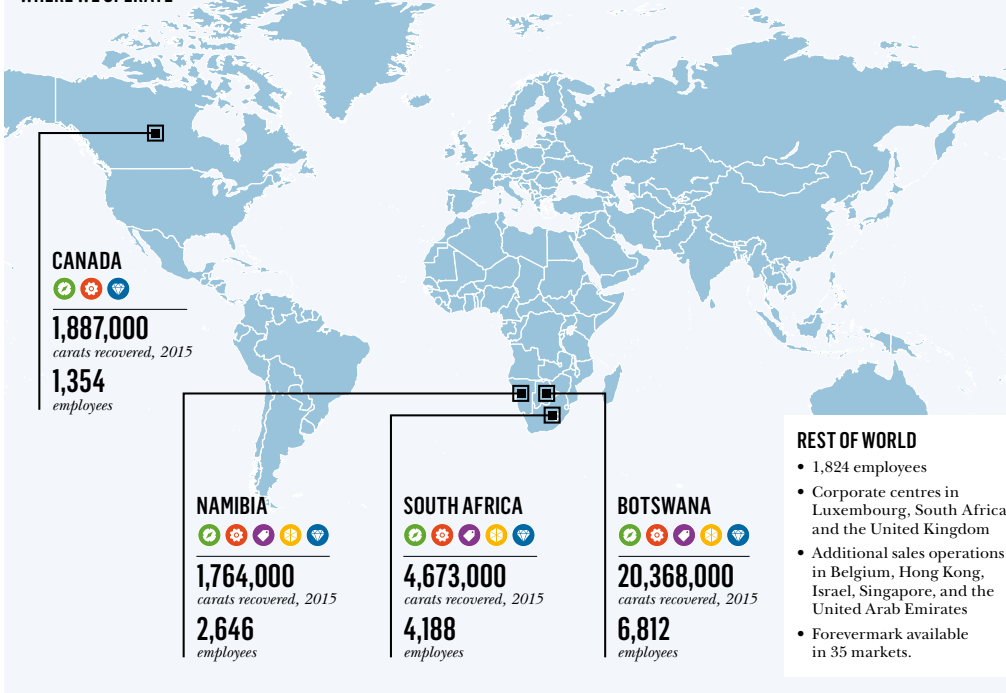 WHERE WE OPERATE
CANADA
1,887,000
carats recovered, 2015
1,354
employees
NAMIBIA
1,764,000
carats recovered, 2015
2,646
employees
SOUTH AFRICA
4,673,000
carats recovered, 2015
4,188
employees
BOTSWANA
20,368,000
carats recovered, 2015
6,812
employees
REST OF WORLD
• 1,824 employees
• Corporate centres in
Luxembourg, South Africa
and the United Kingdom
• Additional sales operations
in Belgium, Hong Kong,
Israel, Singapore, and the
United Arab Emirates
• Forevermark available
in 35 markets.